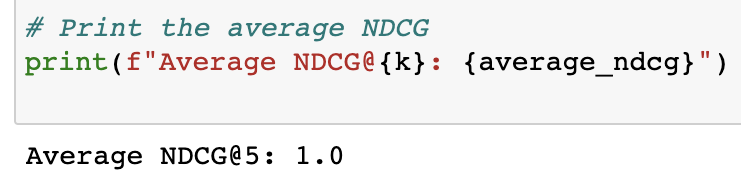 # Print the average NDCG
print(f"Average NDCG@{k}: {average_ndcg}")
Average NDCG@5: 1.0